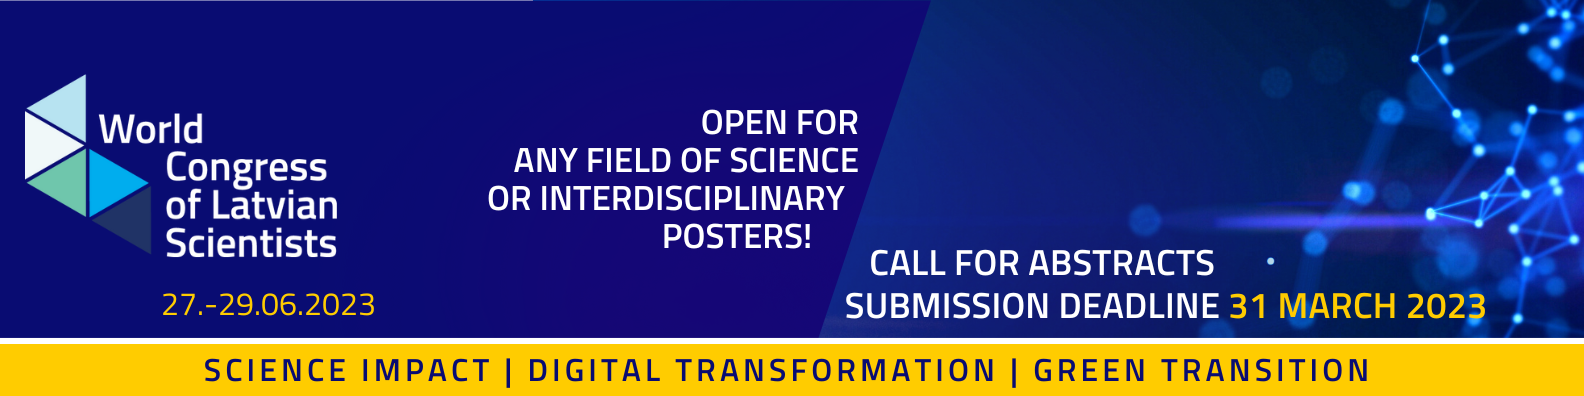 World
Congress
of Latvian
Scientists
27.-29.06.2023
OPEN FOR
ANY FIELD OF SCIENCE
OR INTERDISCIPLINARY
POSTERS!
CALL FOR ABSTRACTS
SUBMISSION DEADLINE 31 MARCH 2023
SCIENCE IMPACT | DIGITAL TRANSFORMATION | GREEN TRANSITION